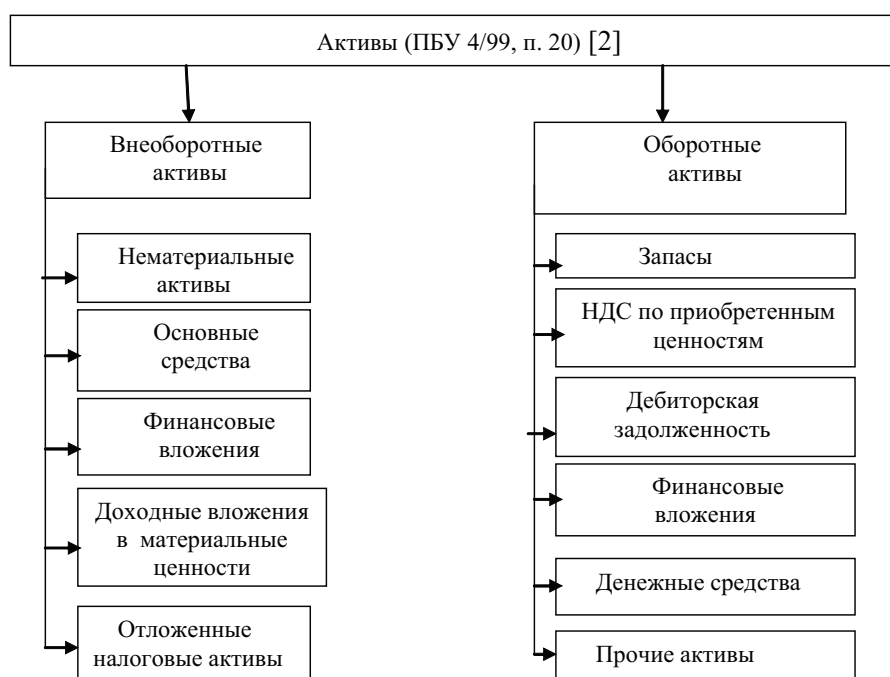 Активы (ПБУ 4/99, п. 20) [2]
Внеоборотные
активы
Нематериальные
активы
Основные
средства
Финансовые
вложения
Доходные вложения
в материальные
ценности
Отложенные
налоговые активы
Оборотные
активы
Запасы
НДС по приобретенным
ценностям
Дебиторская
задолженность
Финансовые
вложения
Денежные средства
Прочие активы